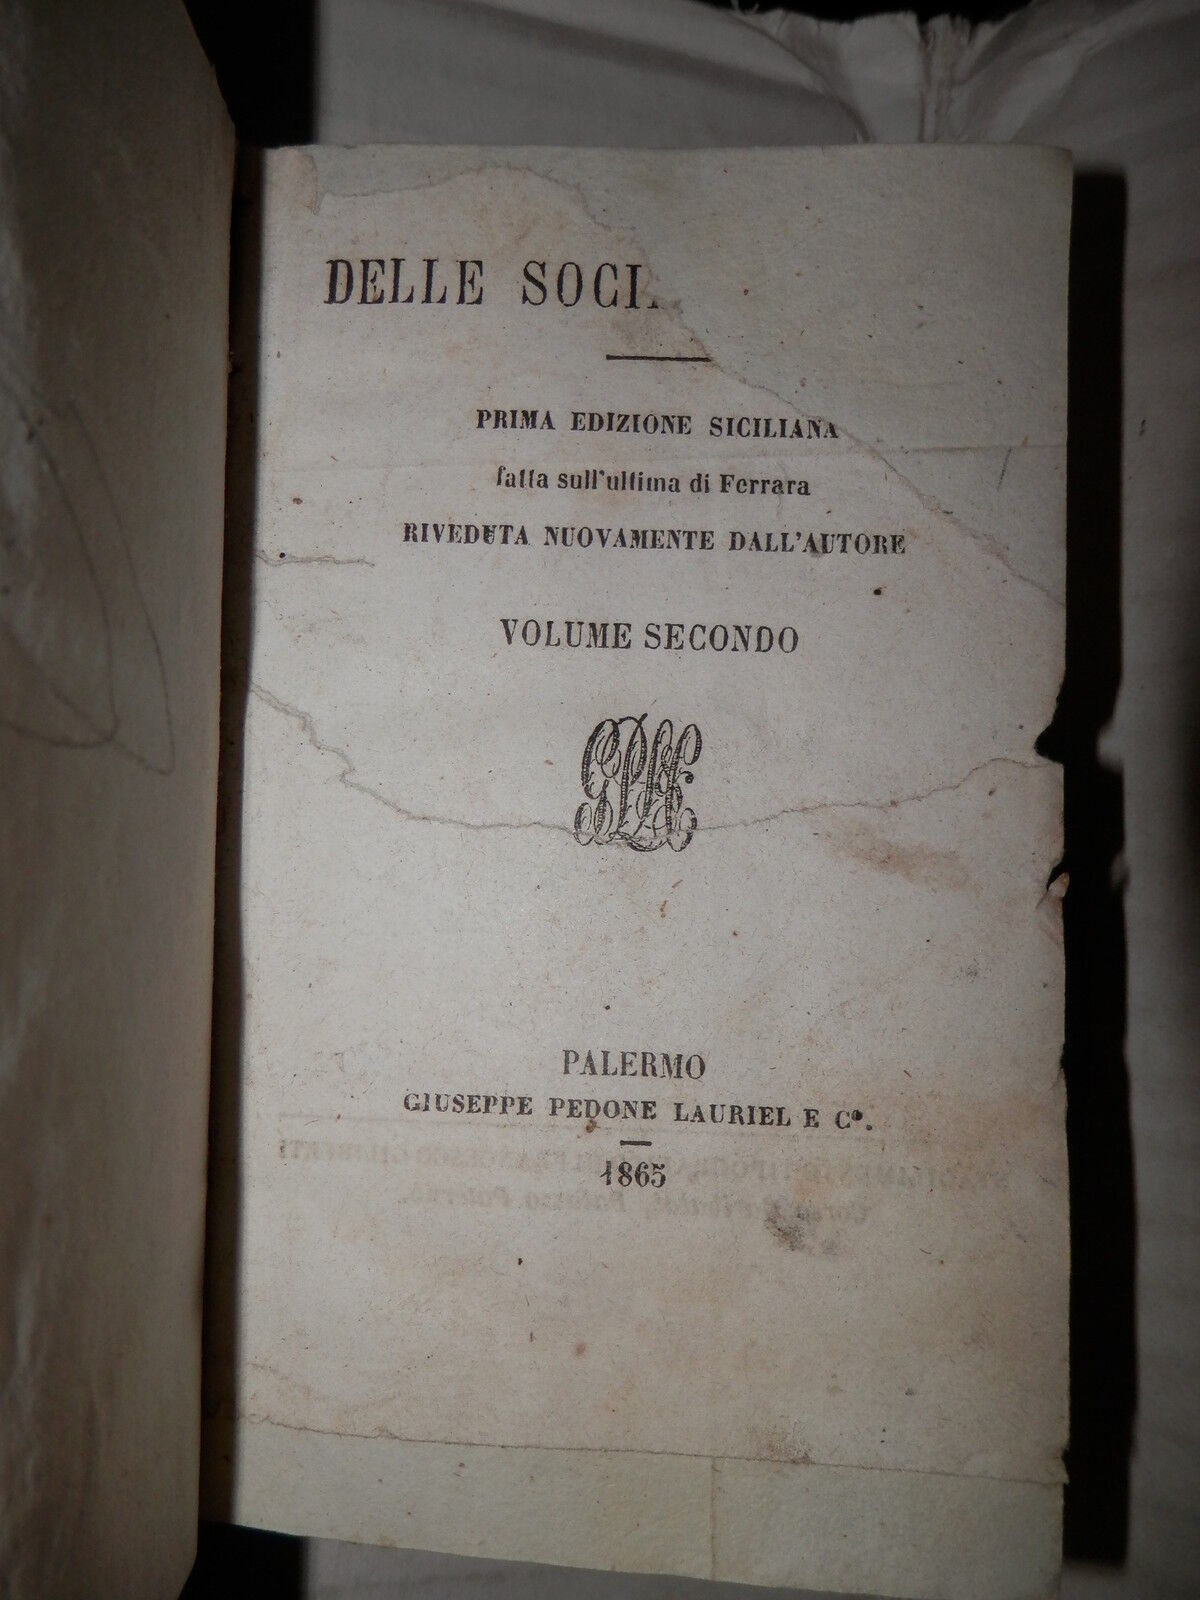 DELLE SOCI
PRIMA EDIZIONE SICILIANA
fatta sull'ultima di Ferrara
RIVEDUTA NUOVAMENTE DALL'AUTORE
VOLUME SECONDO
PALERMO
GIUSEPPE PEDONE LAURIEL E Cº.
1865